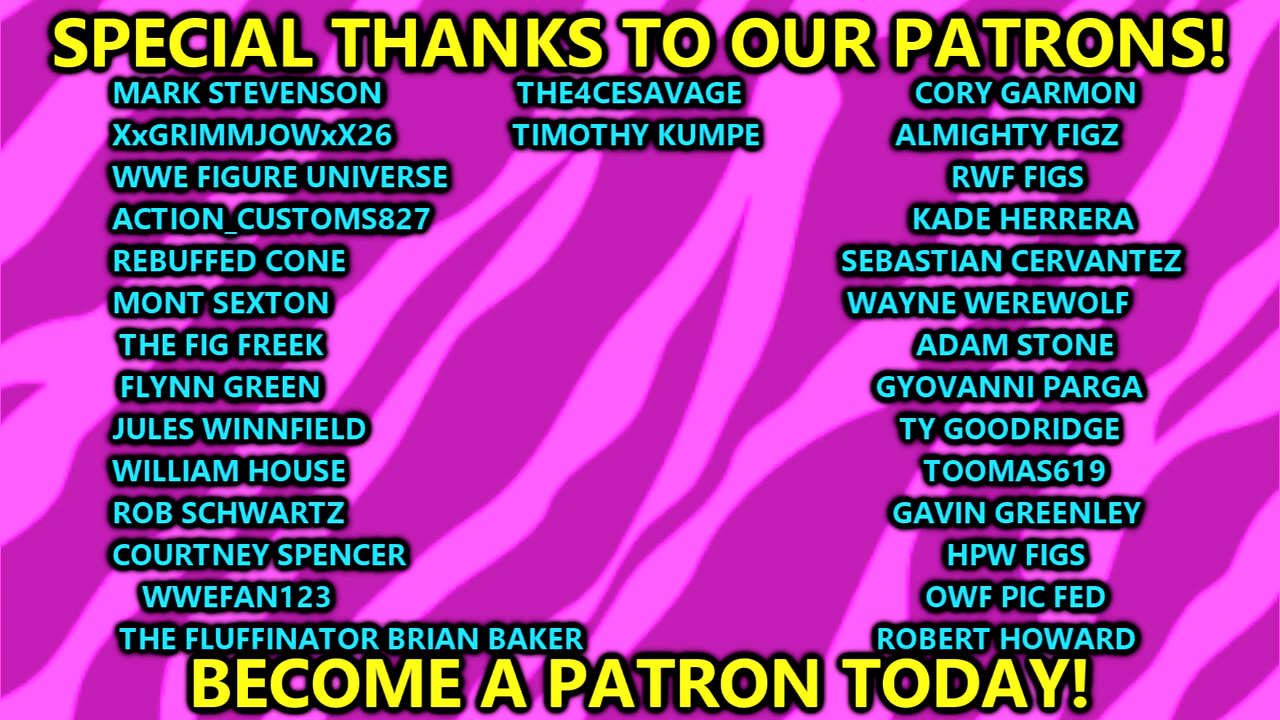 SPECIAL THANKS TO OUR PATRONS!
MARK STEVENSON
XxGRIMMJOWxX26
WWE FIGURE UNIVERSE
ACTION_CUSTOMS827
REBUFFED CONE
MONT SEXTON
THE FIG FREEK
FLYNN GREEN
JULES WINNFIELD
WILLIAM HOUSE
ROB SCHWARTZ
COURTNEY SPENCER
WWEFAN123
THE FLUFFINATOR BRIAN BAKER
THE4CESAVAGE
TIMOTHY KUMPE
CORY GARMON
ALMIGHTY FIGZ
RWF FIGS
KADE HERRERA
SEBASTIAN CERVANTEZ
WAYNE WEREWOLF
ADAM STONE
GYOVANNI PARGA
TY GOODRIDGE
TOOMAS619
GAVIN GREENLEY
HPW FIGS
OWF PIC FED
ROBERT HOWARD
BECOME A PATRON TODAY!